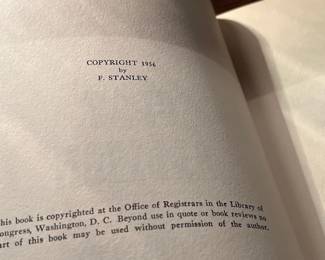 COPYRIGHT 1954
by
F. STANLEY
his book is copyrighted at the Office of Registrars in the Library of
ongress, Washington, D. C. Beyond use in quote or book reviews no
art of this book may be used without permission of the author.